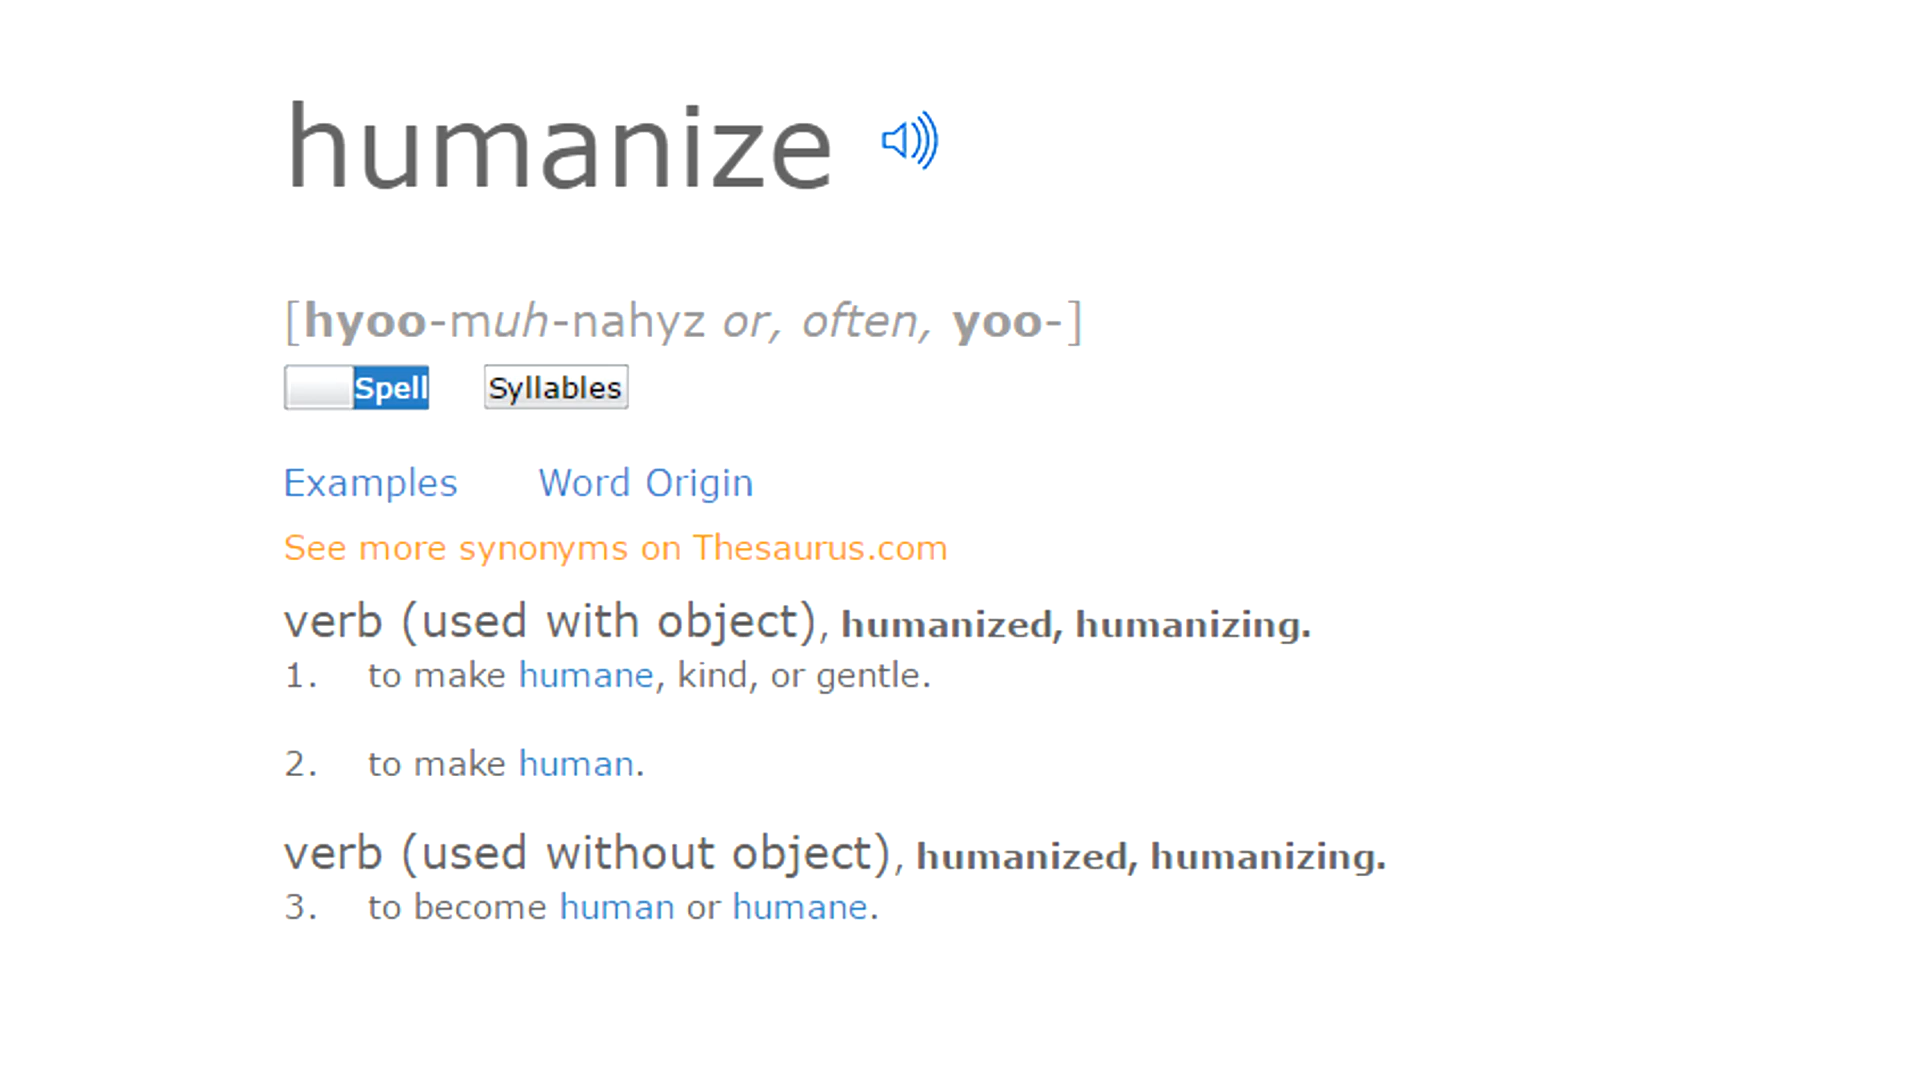 humanize
[hyoo-muh-nahyz or, often, yoo-]
Spell Syllables
Examples Word Origin
See more synonyms on Thesaurus.com
verb (used with object), humanized, humanizing.
1. to make humane, kind, or gentle.
2. to make human.
verb (used without object), humanized, humanizing.
3. to become human or humane.